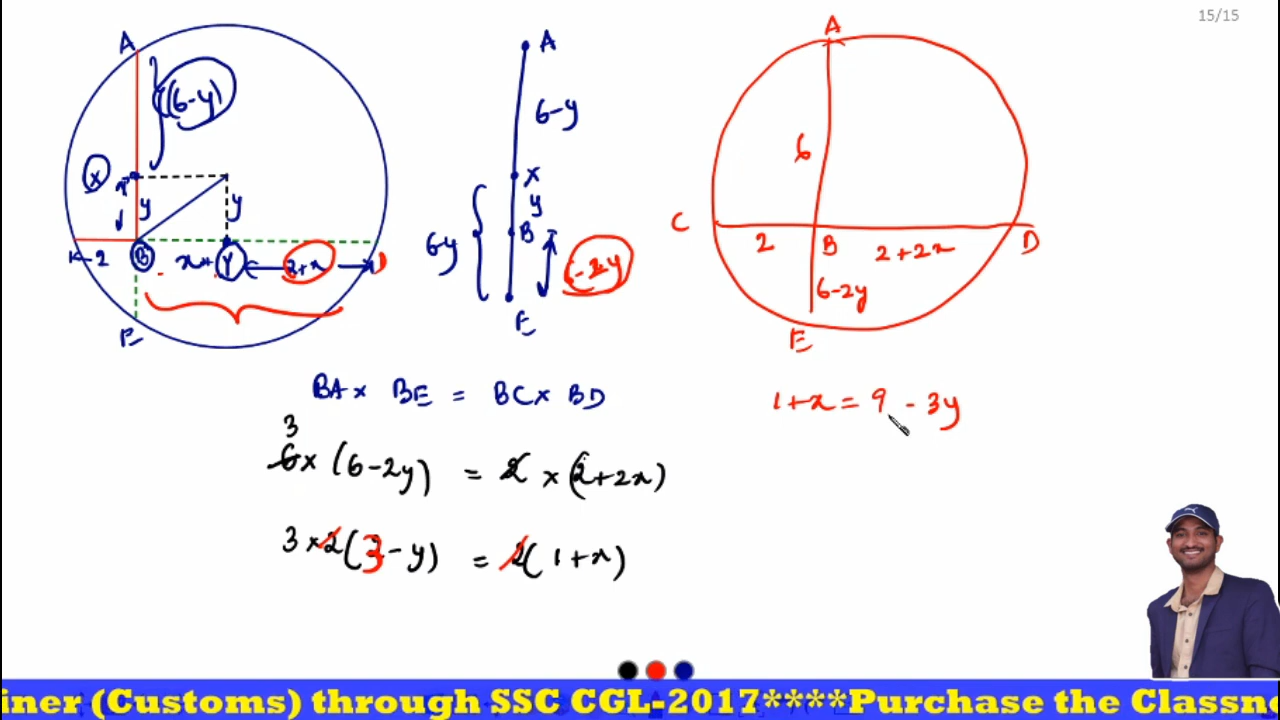 15/15
A
(6-y)
x
y
y
2
B
x
Y
2+x
D
E
A
6-y
x
y
6-y
B
-2y
E
A
6
C
2
B
2+2x
D
6-2y
E
BA× BE = BC× BD
1+x = 9 - 3y
3
6× (6-2y) = 2 × (2+2x)
3 × 2(3-y) = 2(1+x)
iner (Customs) through SSC CGL-2017****Purchase the Classn